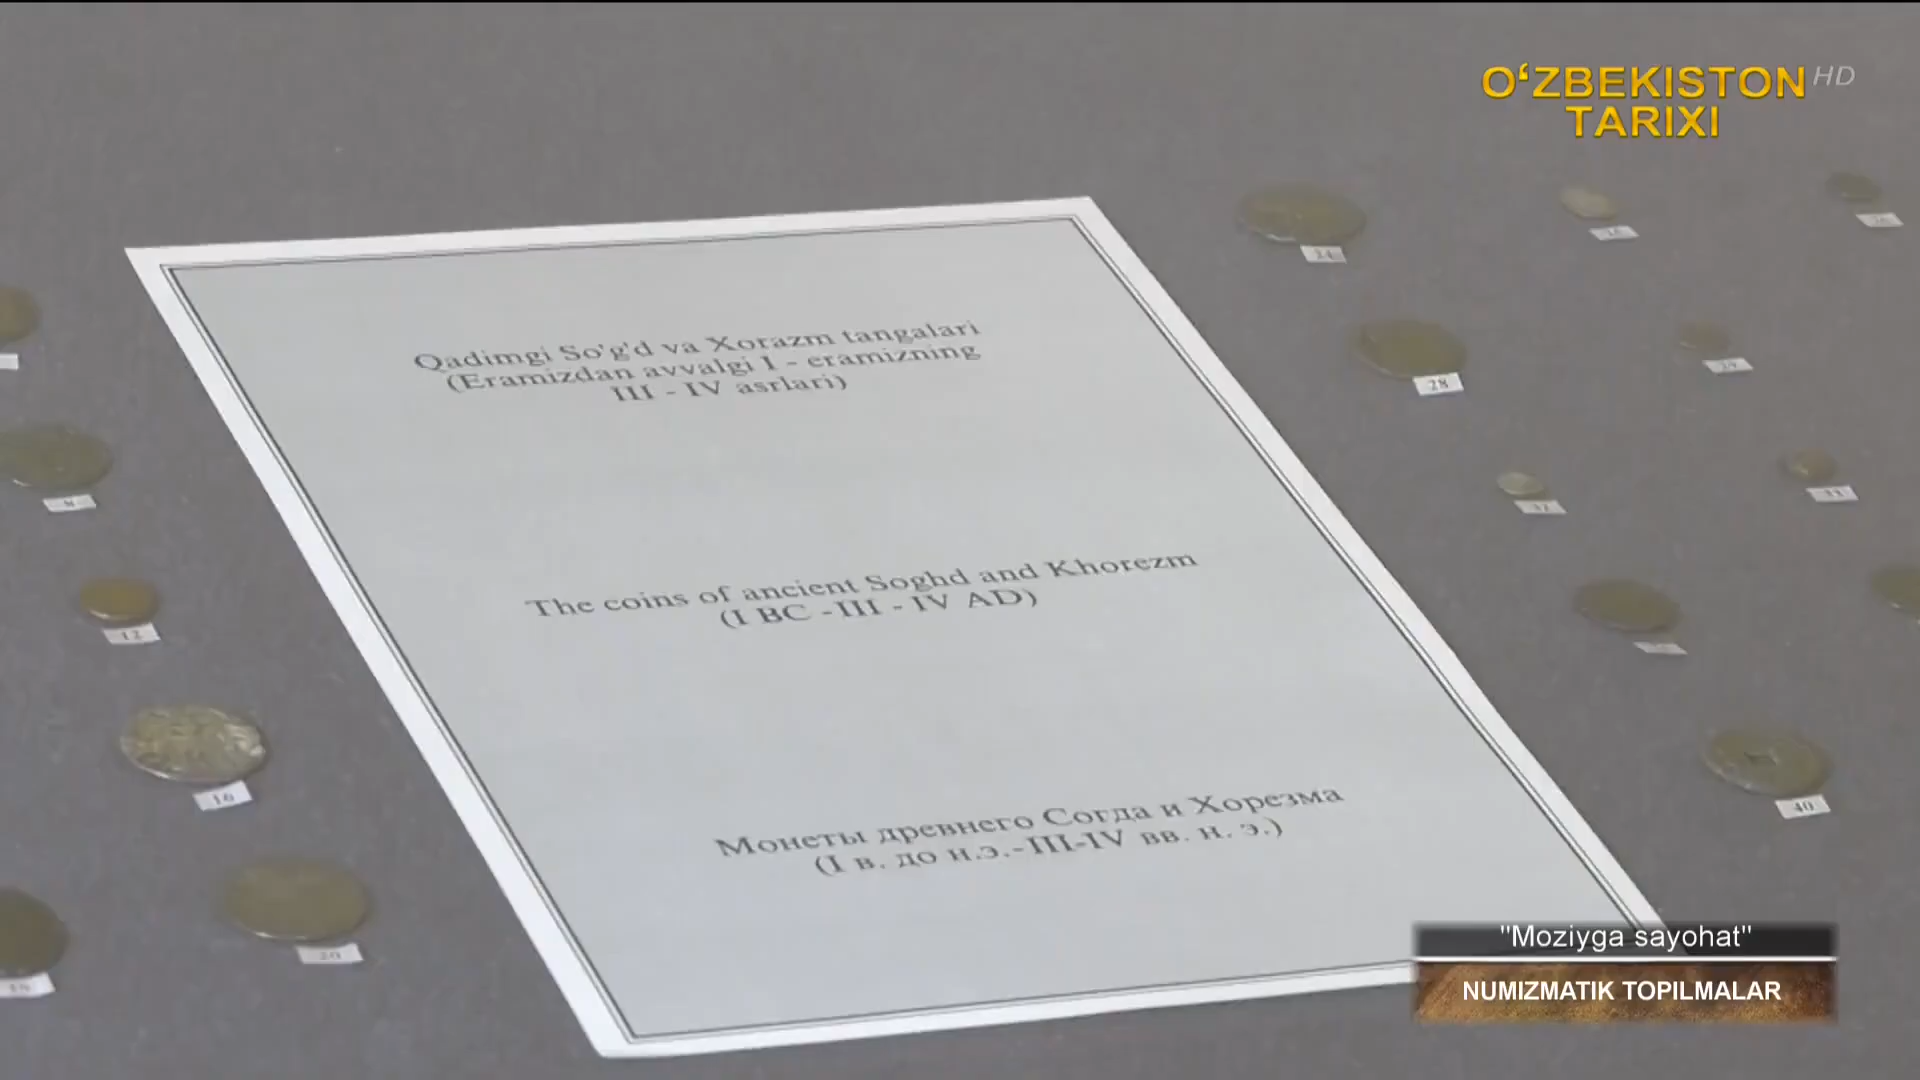 O‘ZBEKISTON HD
TARIXI
Qadimgi So'g'd va Xorazm tangalari
(Eramizdan avvalgi I - eramizning
III - IV asrlari)
The coins of ancient Soghd and Khorezm
(I BC - III - IV AD)
Монеты древнего Согда и Хорезма
(I в. до н.э.-III-IV вв. н. э.)
28
12
16
20
40
"Moziyga sayohat"
NUMIZMATIK TOPILMALAR